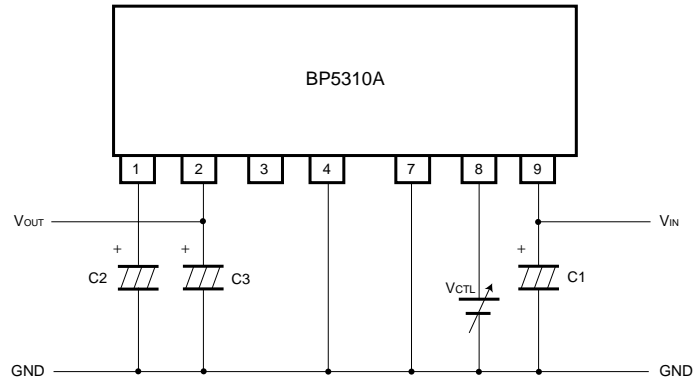 BP5310A
1 2 3 4 7 8 9
VOUT VIN
+ + +
C2 C3 VCTL C1
GND GND